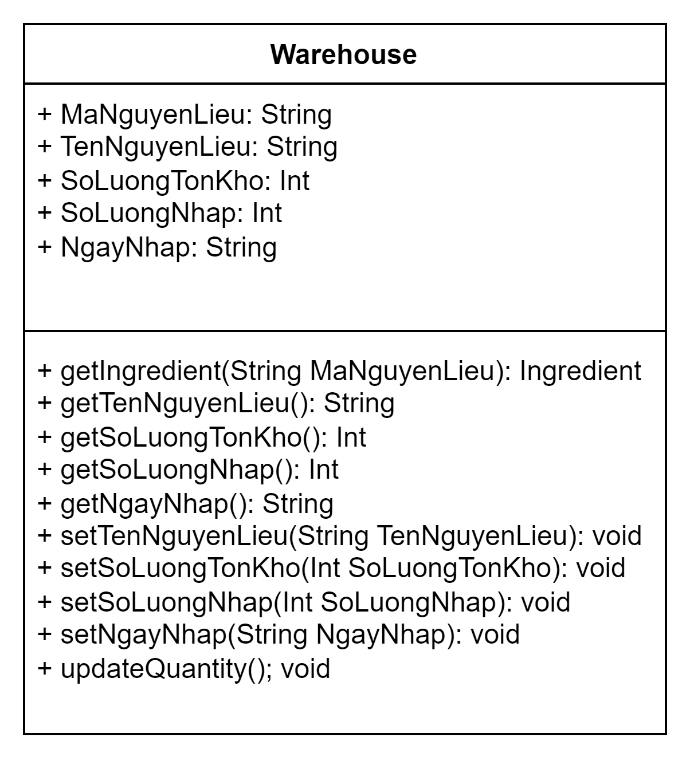 Warehouse
+ MaNguyenLieu: String
+ TenNguyenLieu: String
+ SoLuongTonKho: Int
+ SoLuongNhap: Int
+ NgayNhap: String
+ getIngredient(String MaNguyenLieu): Ingredient
+ getTenNguyenLieu(): String
+ getSoLuongTonKho(): Int
+ getSoLuongNhap(): Int
+ getNgayNhap(): String
+ setTenNguyenLieu(String TenNguyenLieu): void
+ setSoLuongTonKho(Int SoLuongTonKho): void
+ setSoLuongNhap(Int SoLuongNhap): void
+ setNgayNhap(String NgayNhap): void
+ updateQuantity(); void